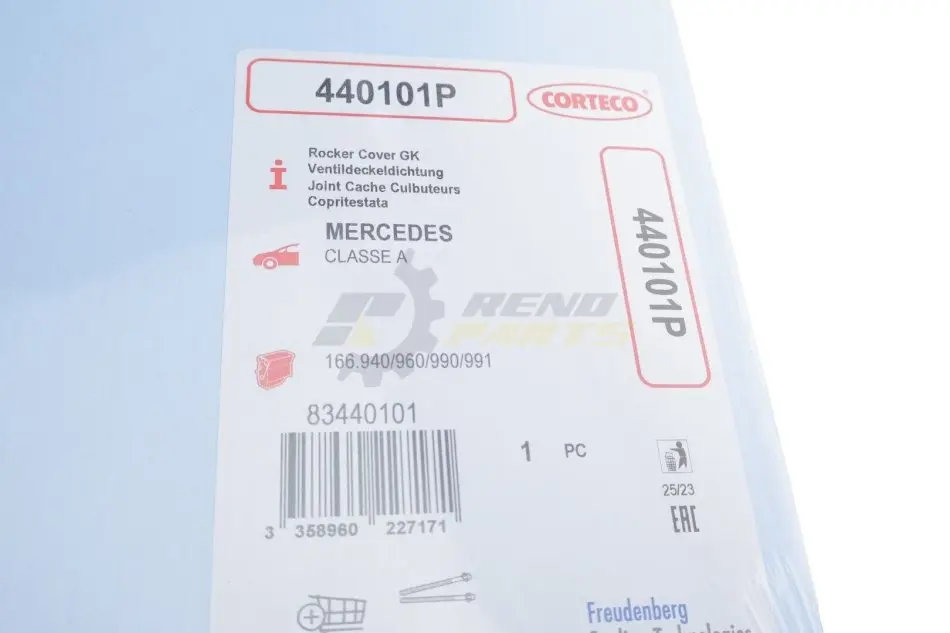 440101P
CORTECO
Rocker Cover GK
Ventildeckeldichtung
Joint Cache Culbuteurs
Copritestata
440101P
MERCEDES
CLASSE A
RENO
PARTS
166.940/960/990/991
83440101
1 PC
25/23
EAC
3 358960 227171
Freudenberg